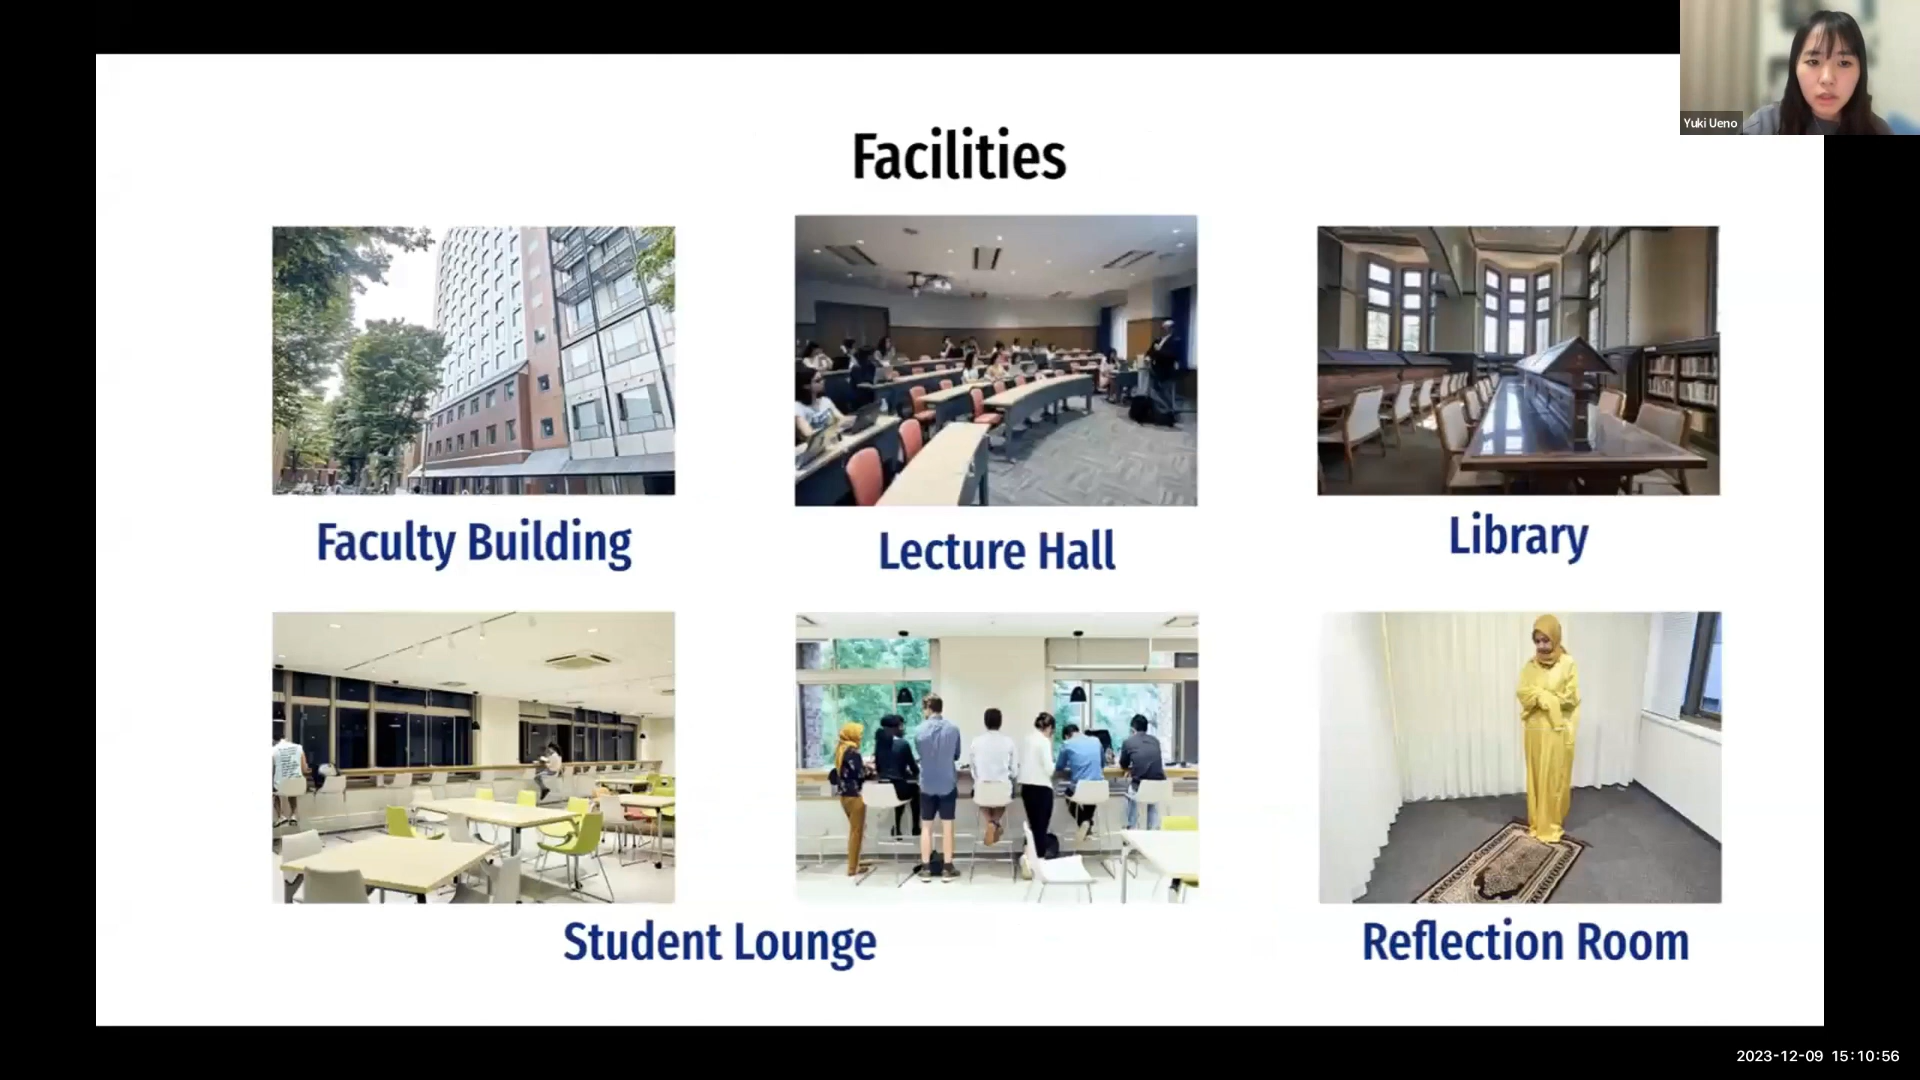 Yuki Ueno
Facilities
Faculty Building
Lecture Hall
Library
Student Lounge
Reflection Room
2023-12-09 15:10:56